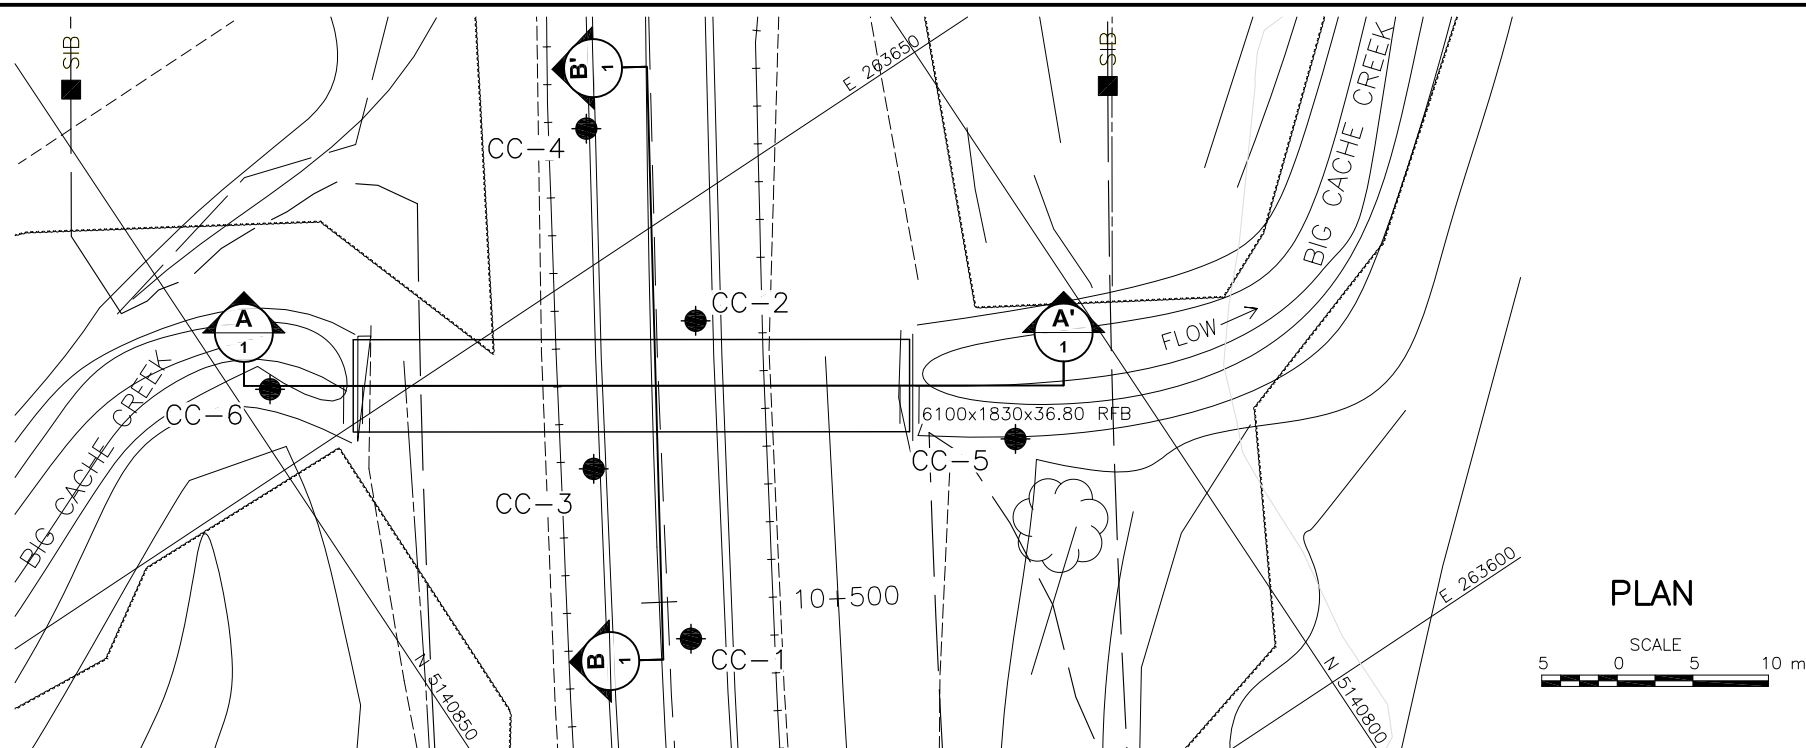 SIB
SIB
B'
1
E 263650
BIG CACHE CREEK
CC-4
CC-2
A
1
A'
1
FLOW
BIG CACHE CREEK
CC-6
6100x1830x36.80 RFB
CC-5
CC-3
10+500
E 263600
PLAN
B
1
CC-1
SCALE
5 0 5 10 m
N 5140850
N 5140800